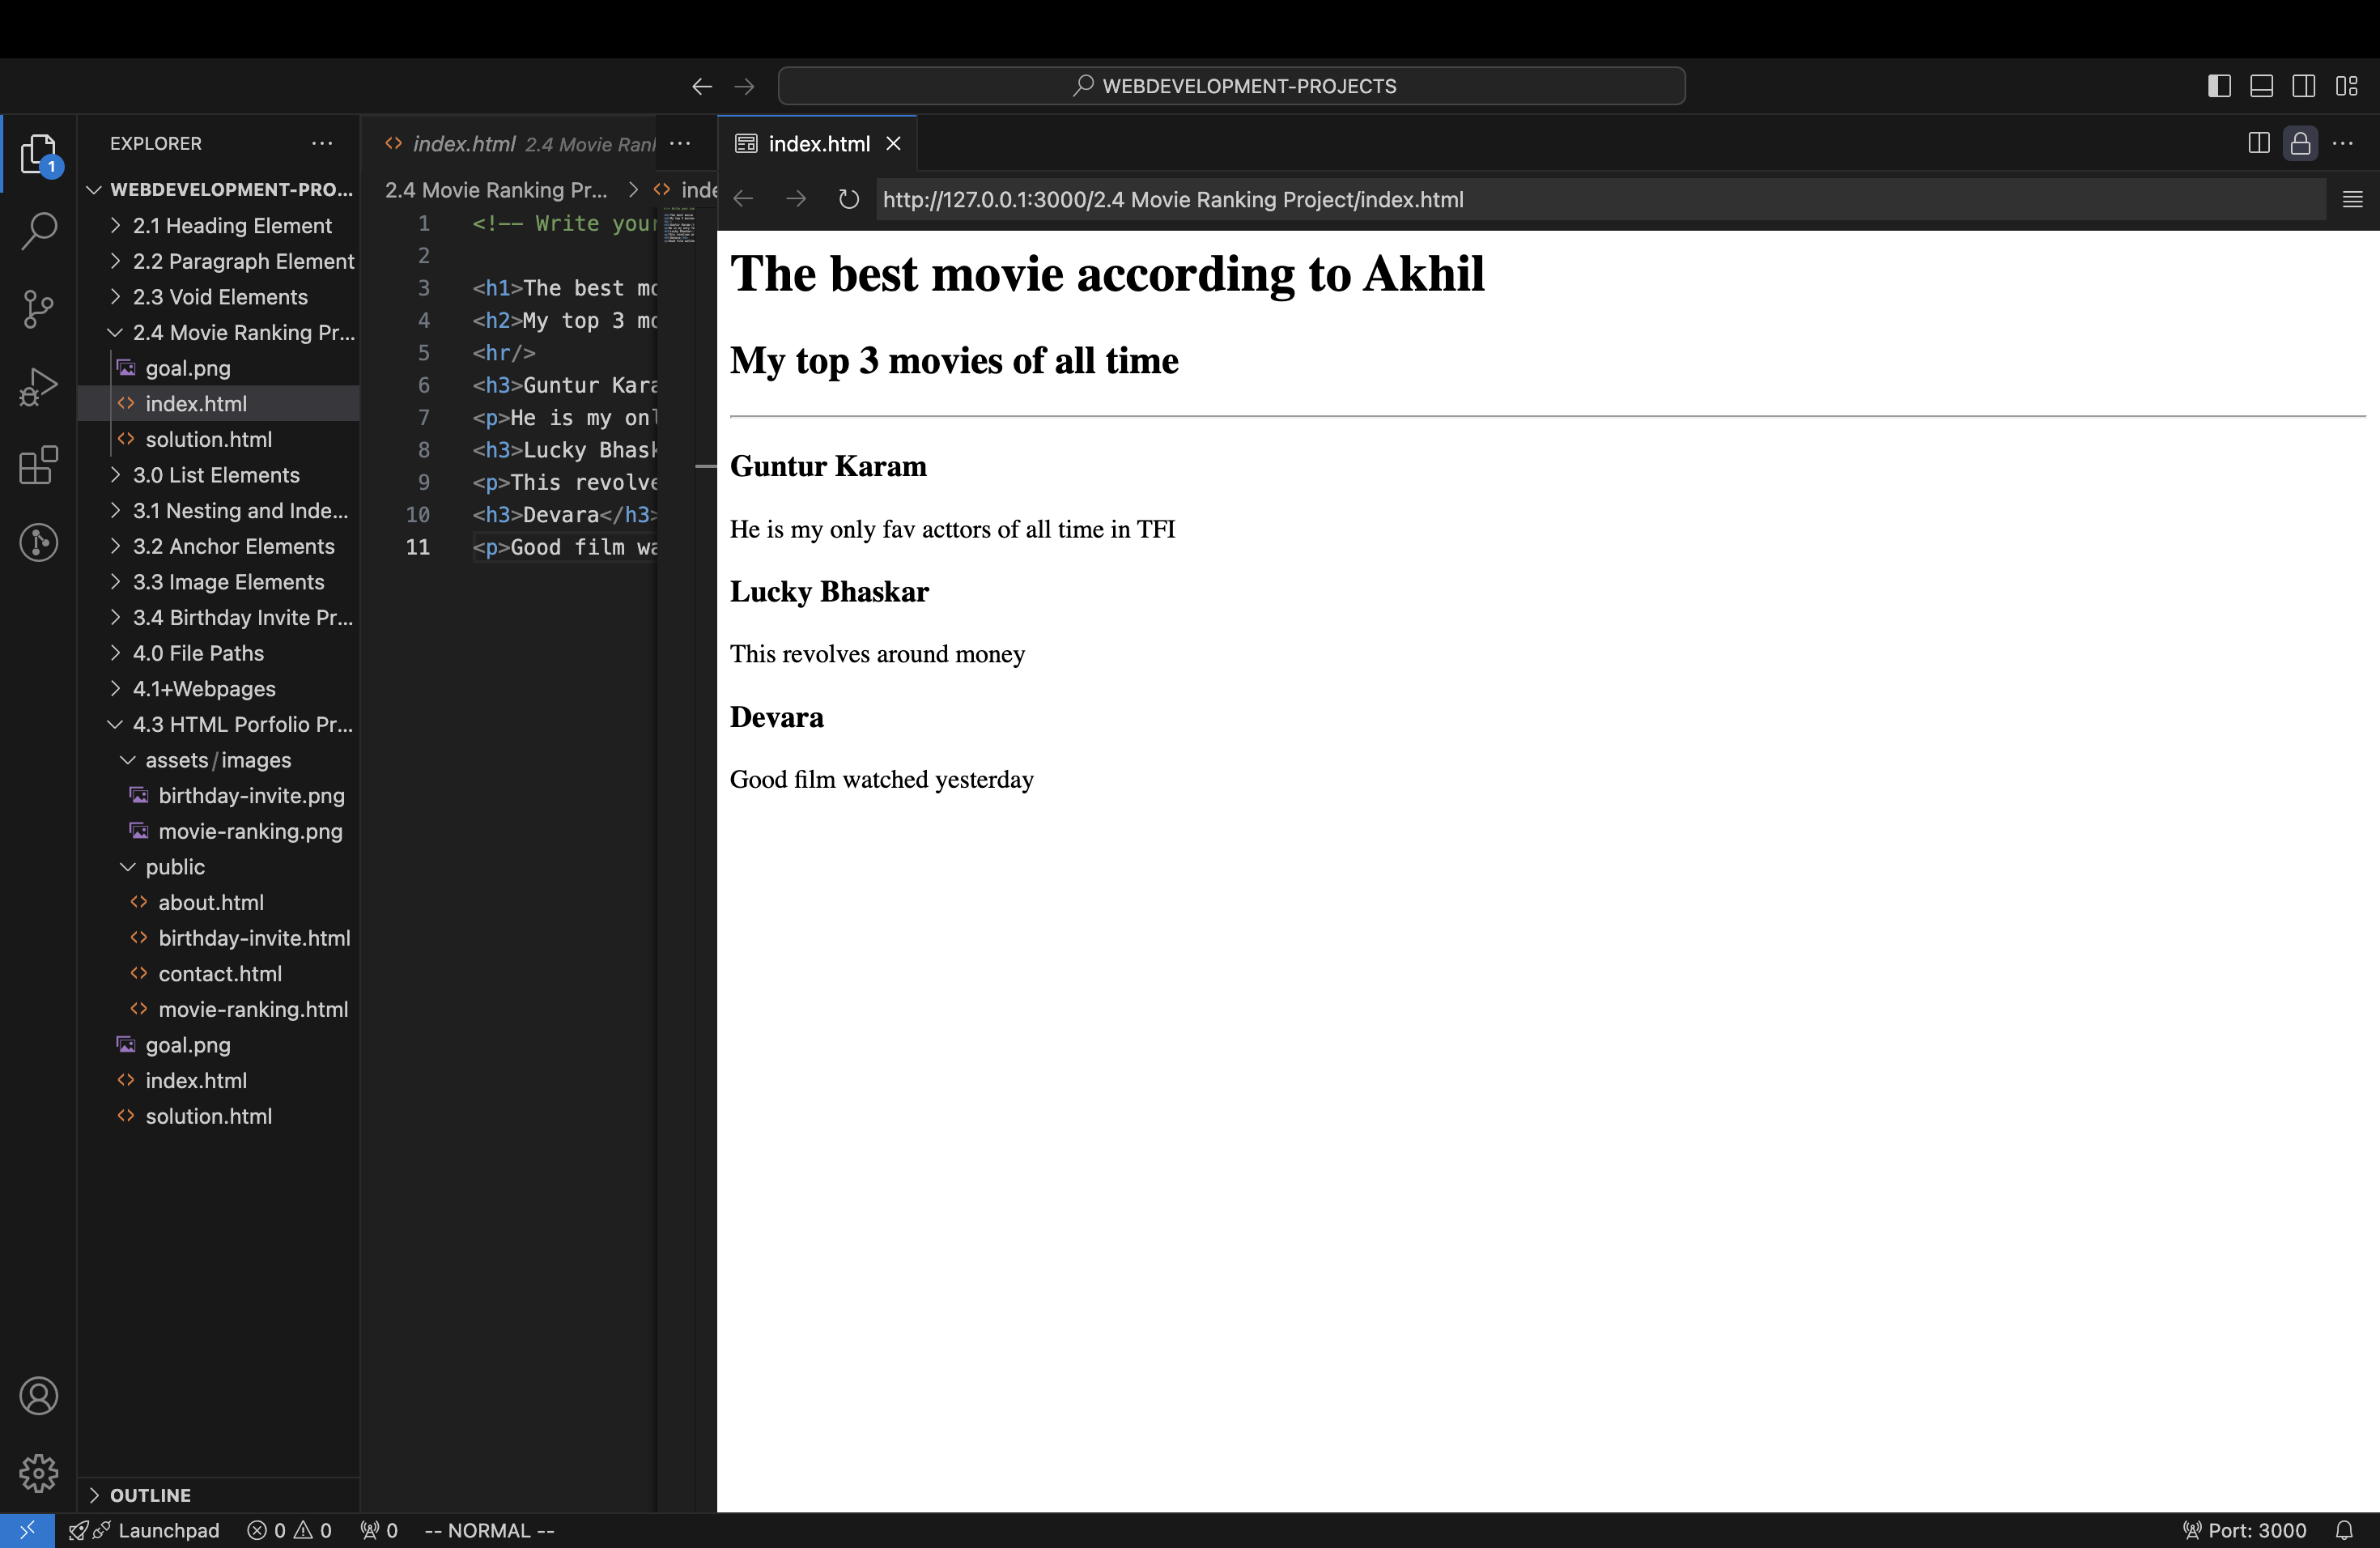 WEBDEVELOPMENT-PROJECTS
EXPLORER
1
WEBDEVELOPMENT-PRO...
2.1 Heading Element
2.2 Paragraph Element
2.3 Void Elements
2.4 Movie Ranking Pr...
goal.png
index.html
solution.html
3.0 List Elements
3.1 Nesting and Inde...
3.2 Anchor Elements
3.3 Image Elements
3.4 Birthday Invite Pr...
4.0 File Paths
4.1+Webpages
4.3 HTML Porfolio Pr...
assets/images
birthday-invite.png
movie-ranking.png
public
about.html
birthday-invite.html
contact.html
movie-ranking.html
goal.png
index.html
solution.html
OUTLINE
index.html 2.4 Movie Ran
2.4 Movie Ranking Pr... > <> inde
1 <!-- Write your
2
3 <h1>The best mo
4 <h2>My top 3 mo
5 <hr/>
6 <h3>Guntur Kara
7 <p>He is my onl
8 <h3>Lucky Bhask
9 <p>This revolve
10 <h3>Devara</h3>
11 <p>Good film wa
index.html
http://127.0.0.1:3000/2.4 Movie Ranking Project/index.html
The best movie according to Akhil
My top 3 movies of all time
Guntur Karam
He is my only fav acttors of all time in TFI
Lucky Bhaskar
This revolves around money
Devara
Good film watched yesterday
Launchpad 0 0 0 -- NORMAL -- Port: 3000